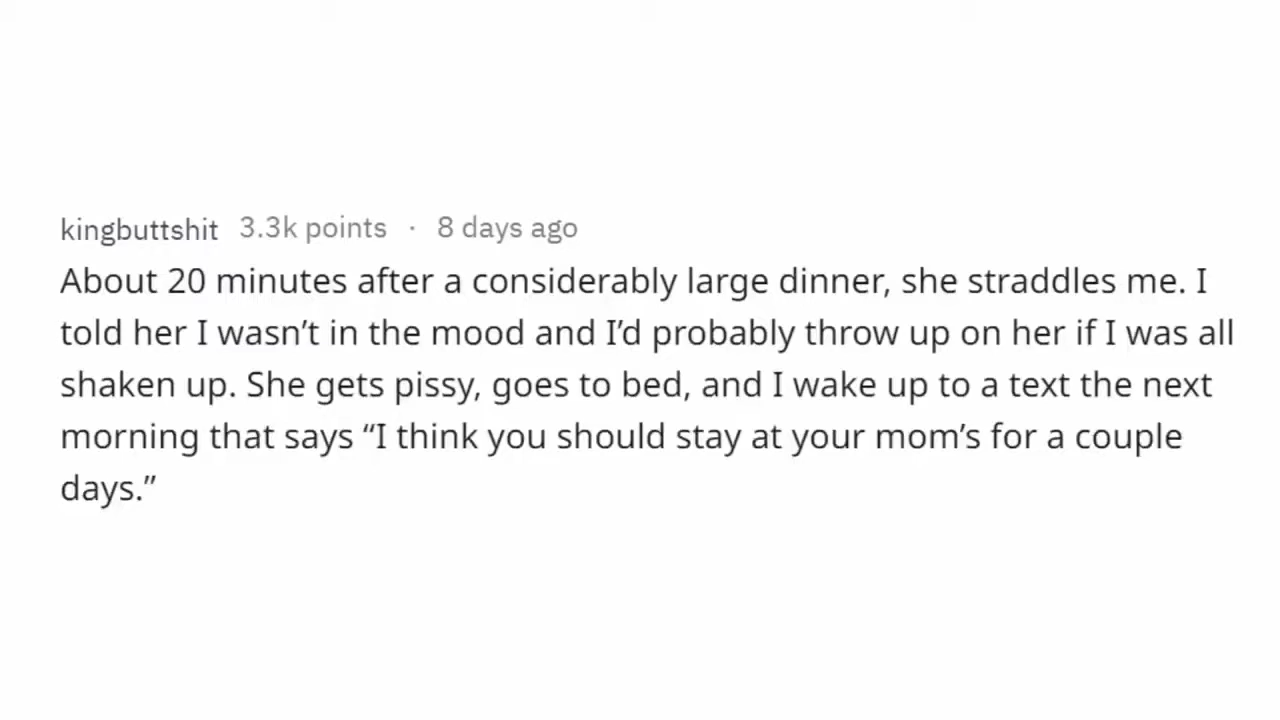 kingbuttshit 3.3k points · 8 days ago
About 20 minutes after a considerably large dinner, she straddles me. I
told her I wasn’t in the mood and I’d probably throw up on her if I was all
shaken up. She gets pissy, goes to bed, and I wake up to a text the next
morning that says “I think you should stay at your mom’s for a couple
days.”